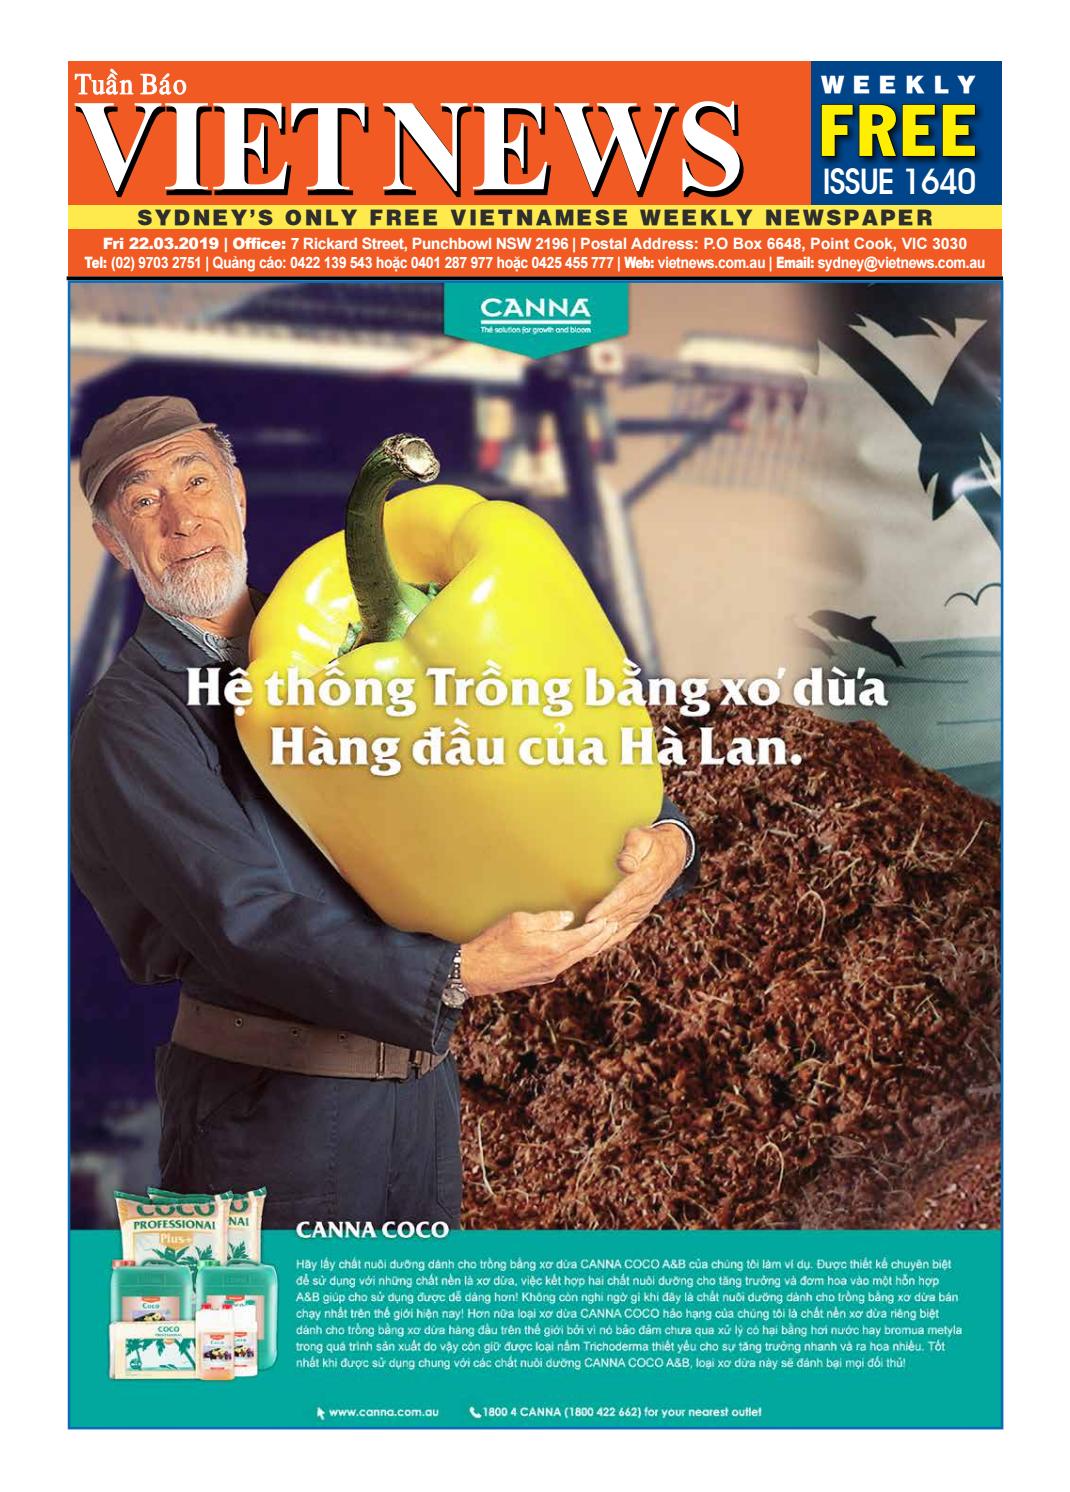 Tuần Báo
VIET NEWS
WEEKLY
FREE
ISSUE 1640
SYDNEY'S ONLY FREE VIETNAMESE WEEKLY NEWSPAPER
Fri 22.03.2019 | Office: 7 Rickard Street, Punchbowl NSW 2196 | Postal Address: P.O Box 6648, Point Cook, VIC 3030
Tel: (02) 9703 2751 | Quảng cáo: 0422 139 543 hoặc 0401 287 977 hoặc 0425 455 777 | Web: vietnews.com.au | Email: sydney@vietnews.com.au
CANNA
The solution for growth and bloom
Hệ thống Trồng bằng xơ dừa
Hàng đầu của Hà Lan.
COCO
PROFESSIONAL
Plus+
NAL
Coco
COCO
Coco
CANNA COCO
Hãy lấy chất nuôi dưỡng dành cho trồng bằng xơ dừa CANNA COCO A&B của chúng tôi làm ví dụ. Được thiết kế chuyên biệt
để sử dụng với những chất nền là xơ dừa, việc kết hợp hai chất nuôi dưỡng cho tăng trưởng và đơm hoa vào một hỗn hợp
A&B giúp cho sử dụng được dễ dàng hơn! Không còn nghi ngờ gì khi đây là chất nuôi dưỡng dành cho trồng bằng xơ dừa bán
chạy nhất trên thế giới hiện nay! Hơn nữa loại xơ dừa CANNA COCO hảo hạng của chúng tôi là chất nền xơ dừa riêng biệt
dành cho trồng bằng xơ dừa hàng đầu trên thế giới bởi vì nó bảo đảm chưa qua xử lý có hại bằng hơi nước hay bromua metyla
trong quá trình sản xuất do vậy còn giữ được loại nấm Trichoderma thiết yếu cho sự tăng trưởng nhanh và ra hoa nhiều. Tốt
nhất khi được sử dụng chung với các chất nuôi dưỡng CANNA COCO A&B, loại xơ dừa này sẽ đánh bại mọi đối thủ!
www.canna.com.au 1800 4 CANNA (1800 422 662) for your nearest outlet